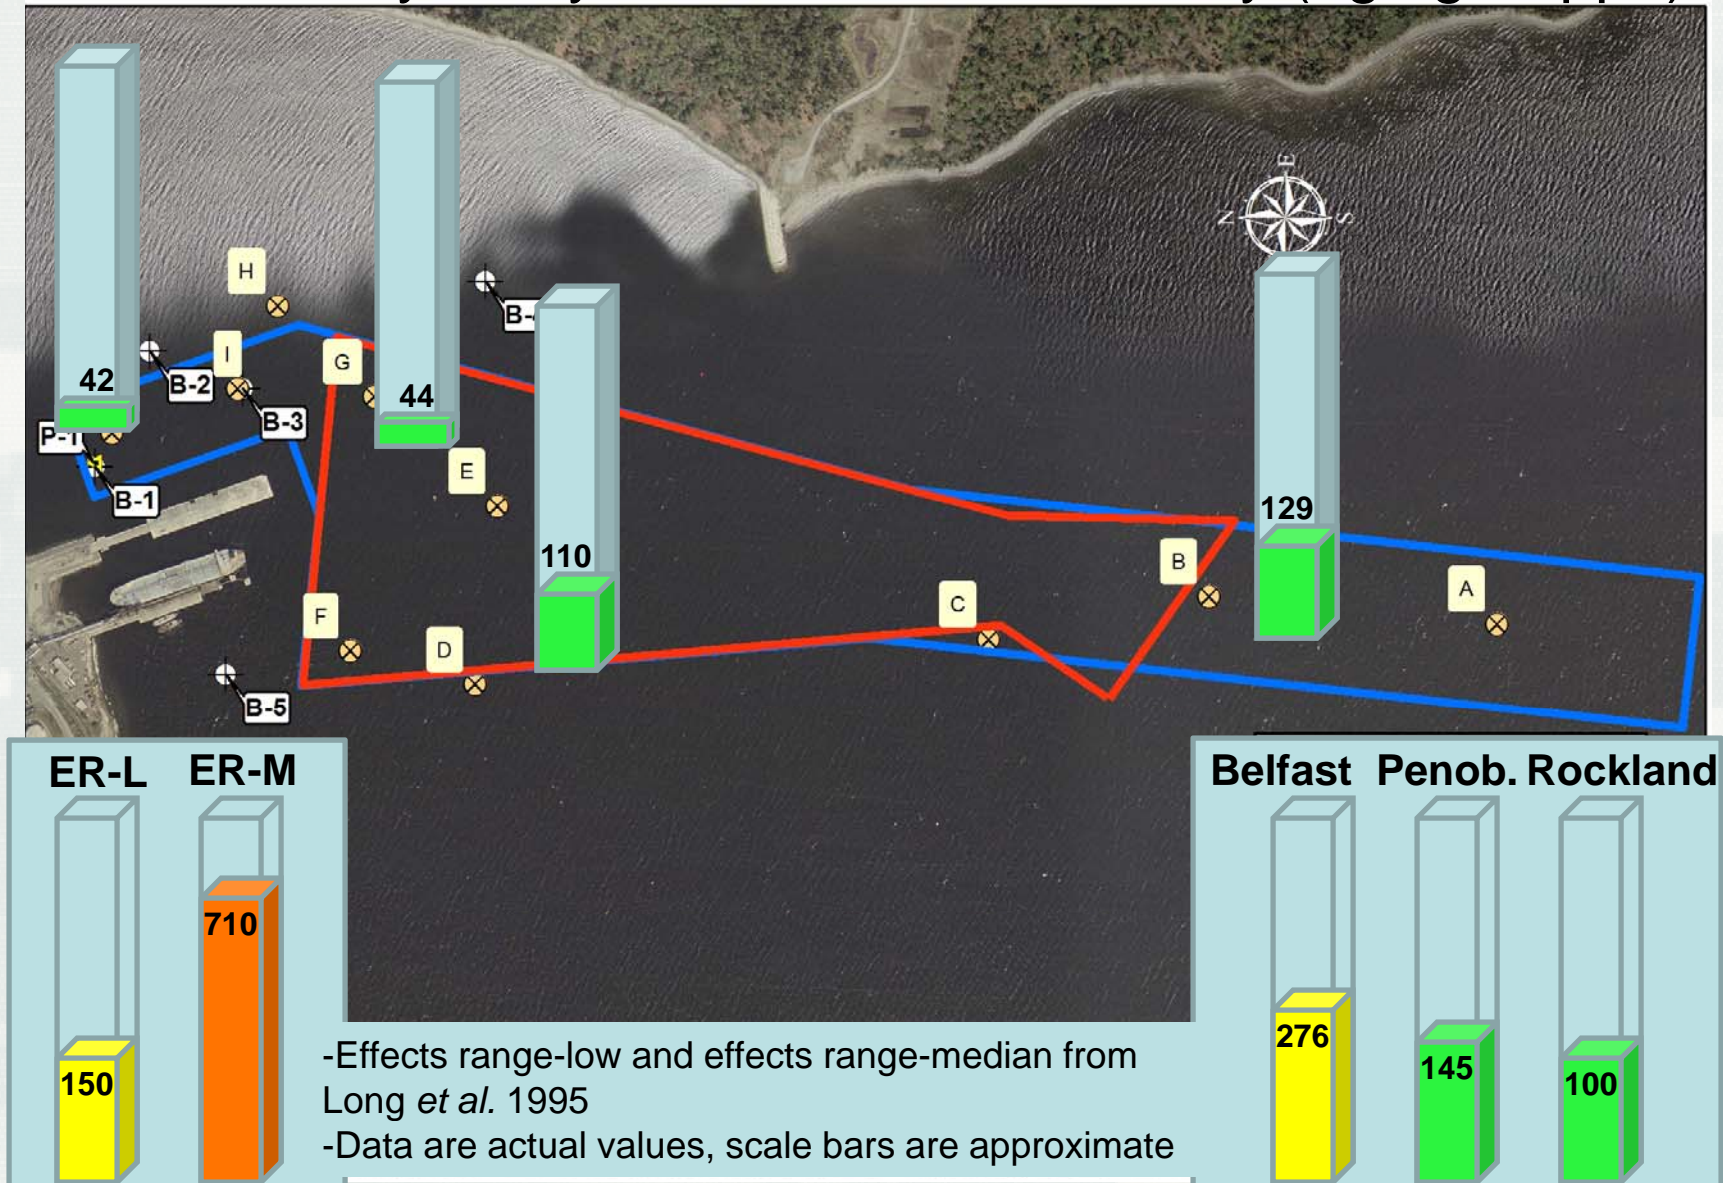 E
N
S
H
B-4
I
G
42
B-2
44
B-3
P-1
E
B-1
129
110
B
A
C
F
D
B-5
ER-L ER-M
Belfast Penob. Rockland
710
276
150
145
100
-Effects range-low and effects range-median from
Long et al. 1995
-Data are actual values, scale bars are approximate